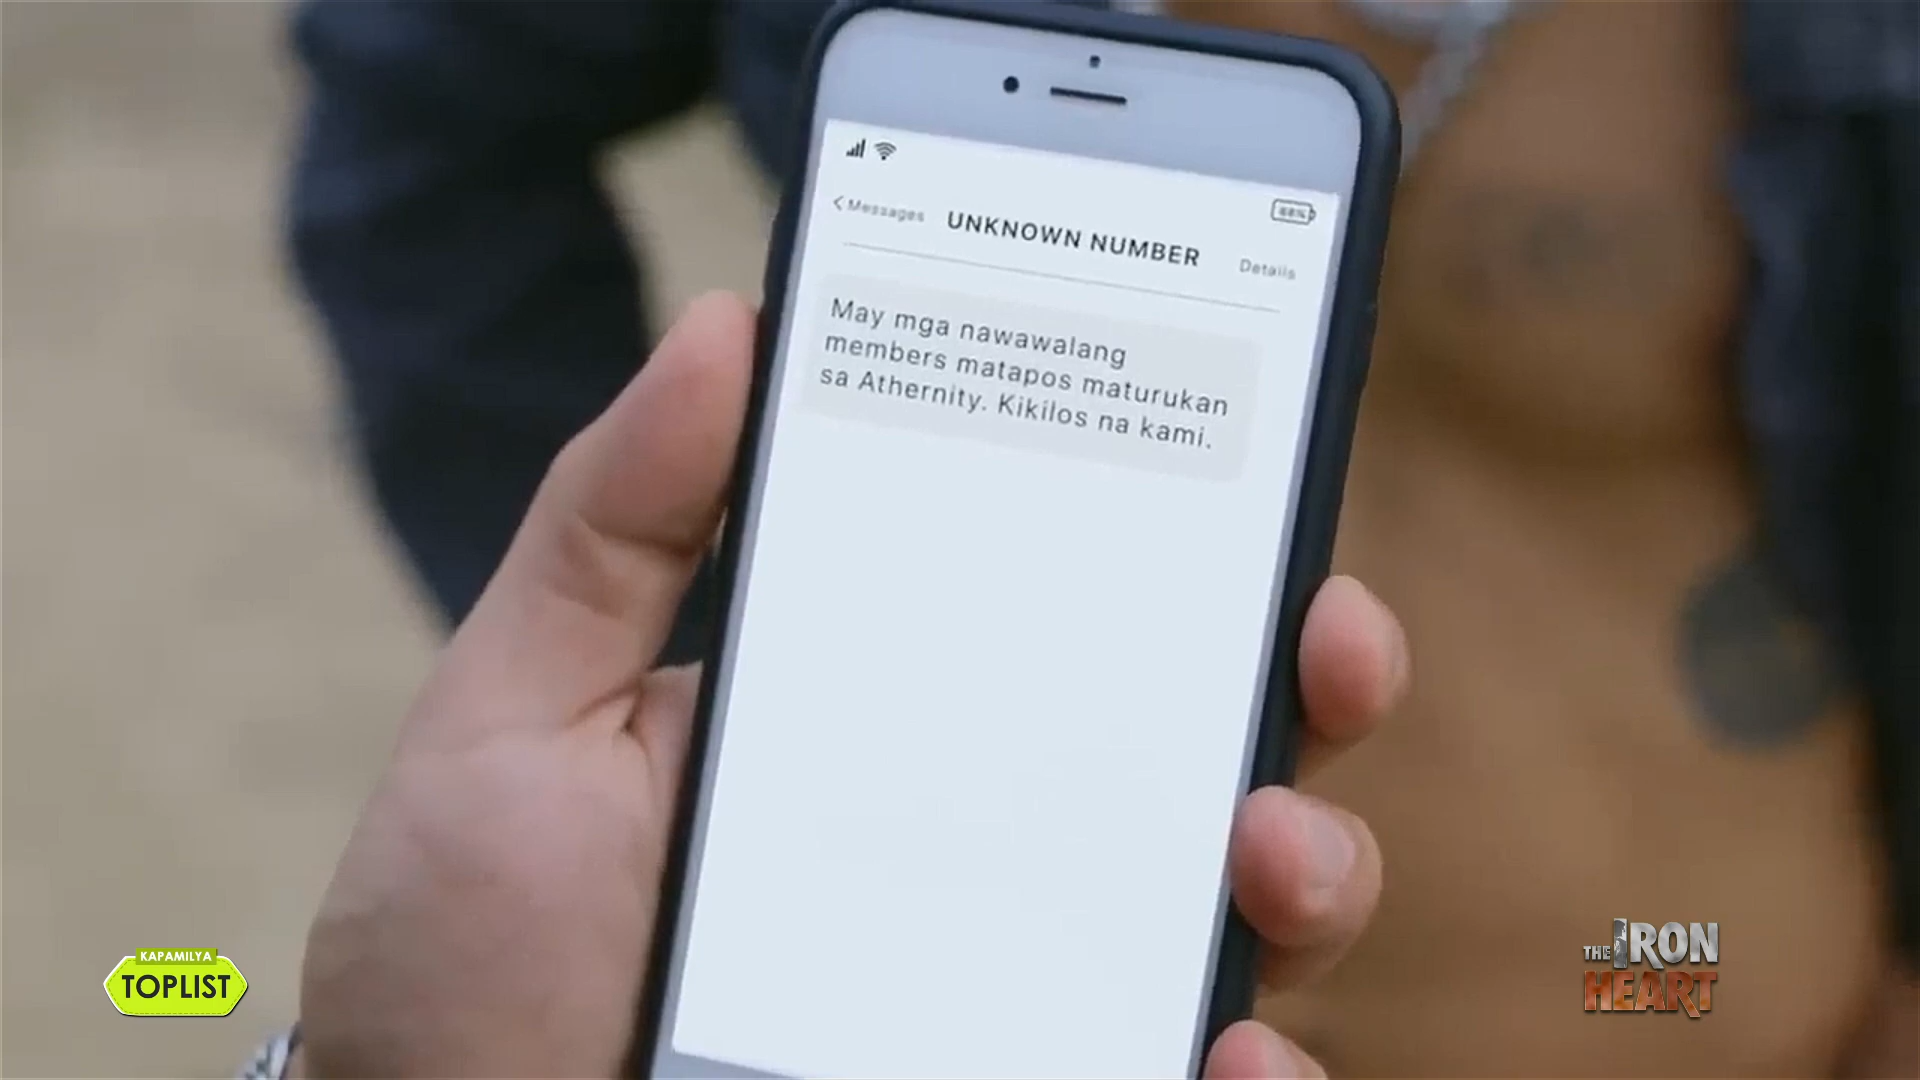 Messages
UNKNOWN NUMBER
Details
May mga nawawalang
members matapos maturukan
sa Athernity. Kikilos na kami.
KAPAMILYA
TOPLIST
THE IRON
HEART